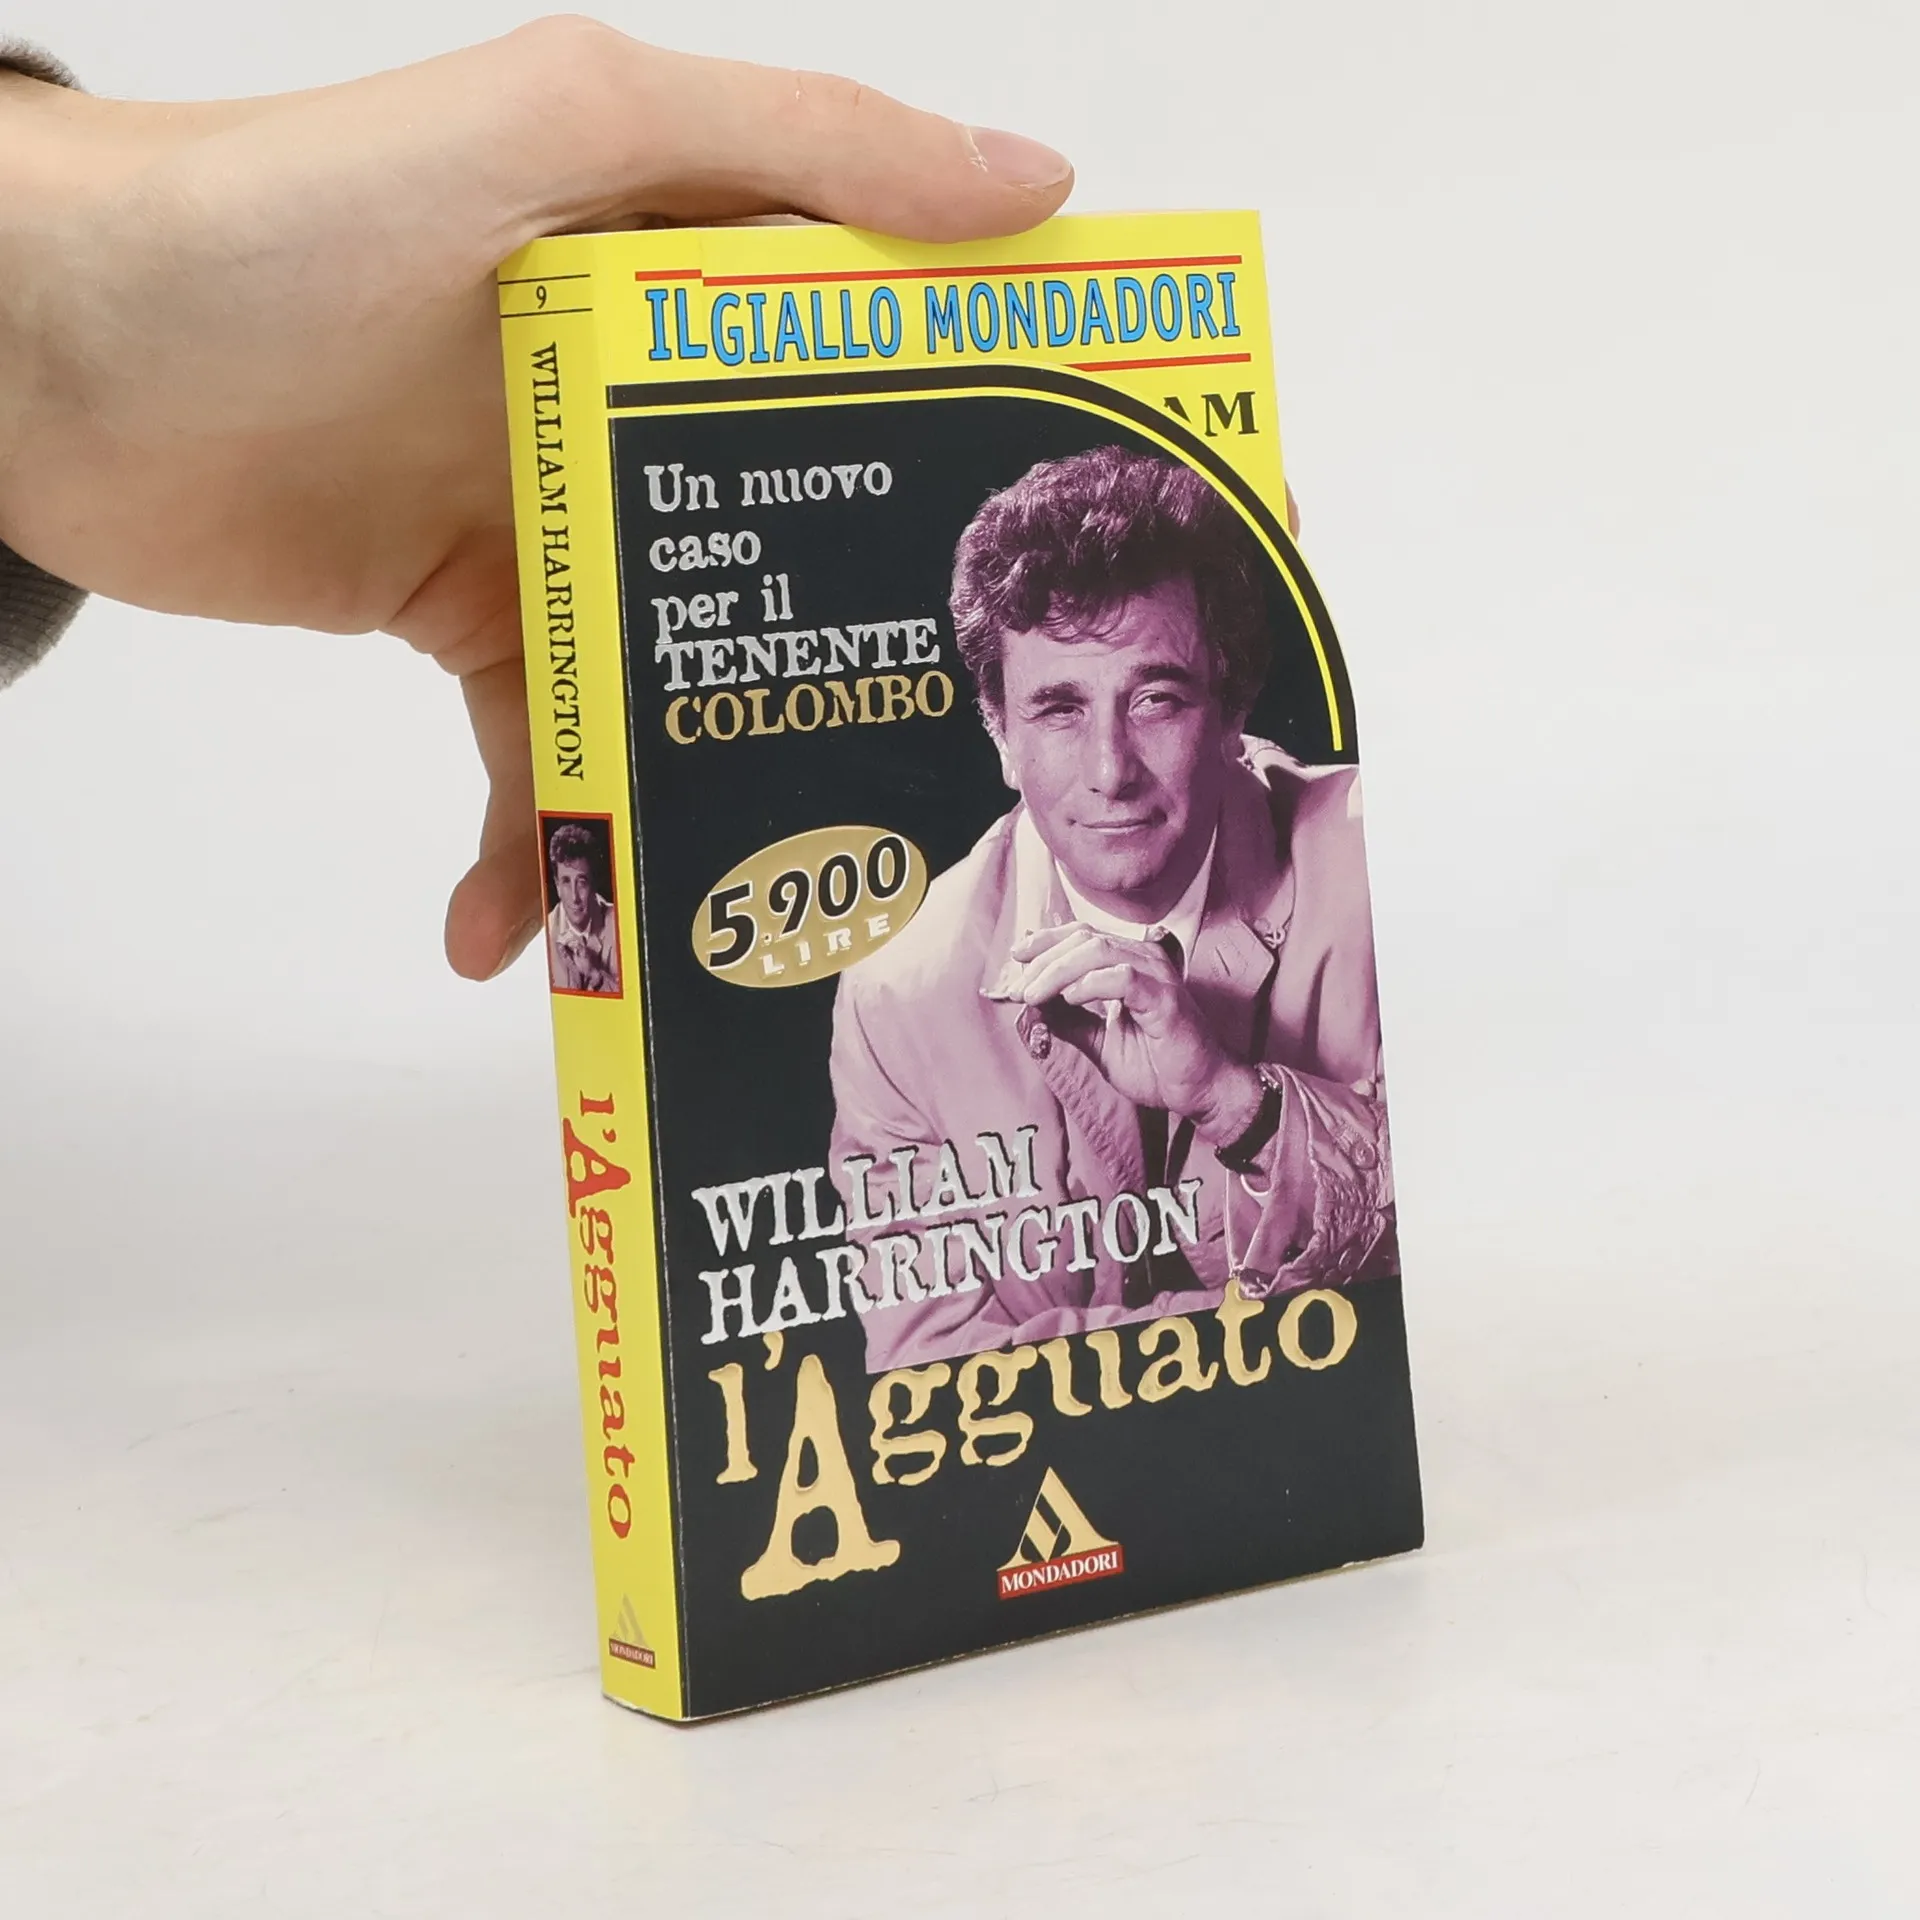 9
WILLIAM HARRINGTON
l'Agguato
MONDADORI
IL GIALLO MONDADORI
AM
Un nuovo
caso
per il
TENENTE
COLOMBO
5.900
LIRE
WILLIAM
HARRINGTON
l'Agguato
MONDADORI